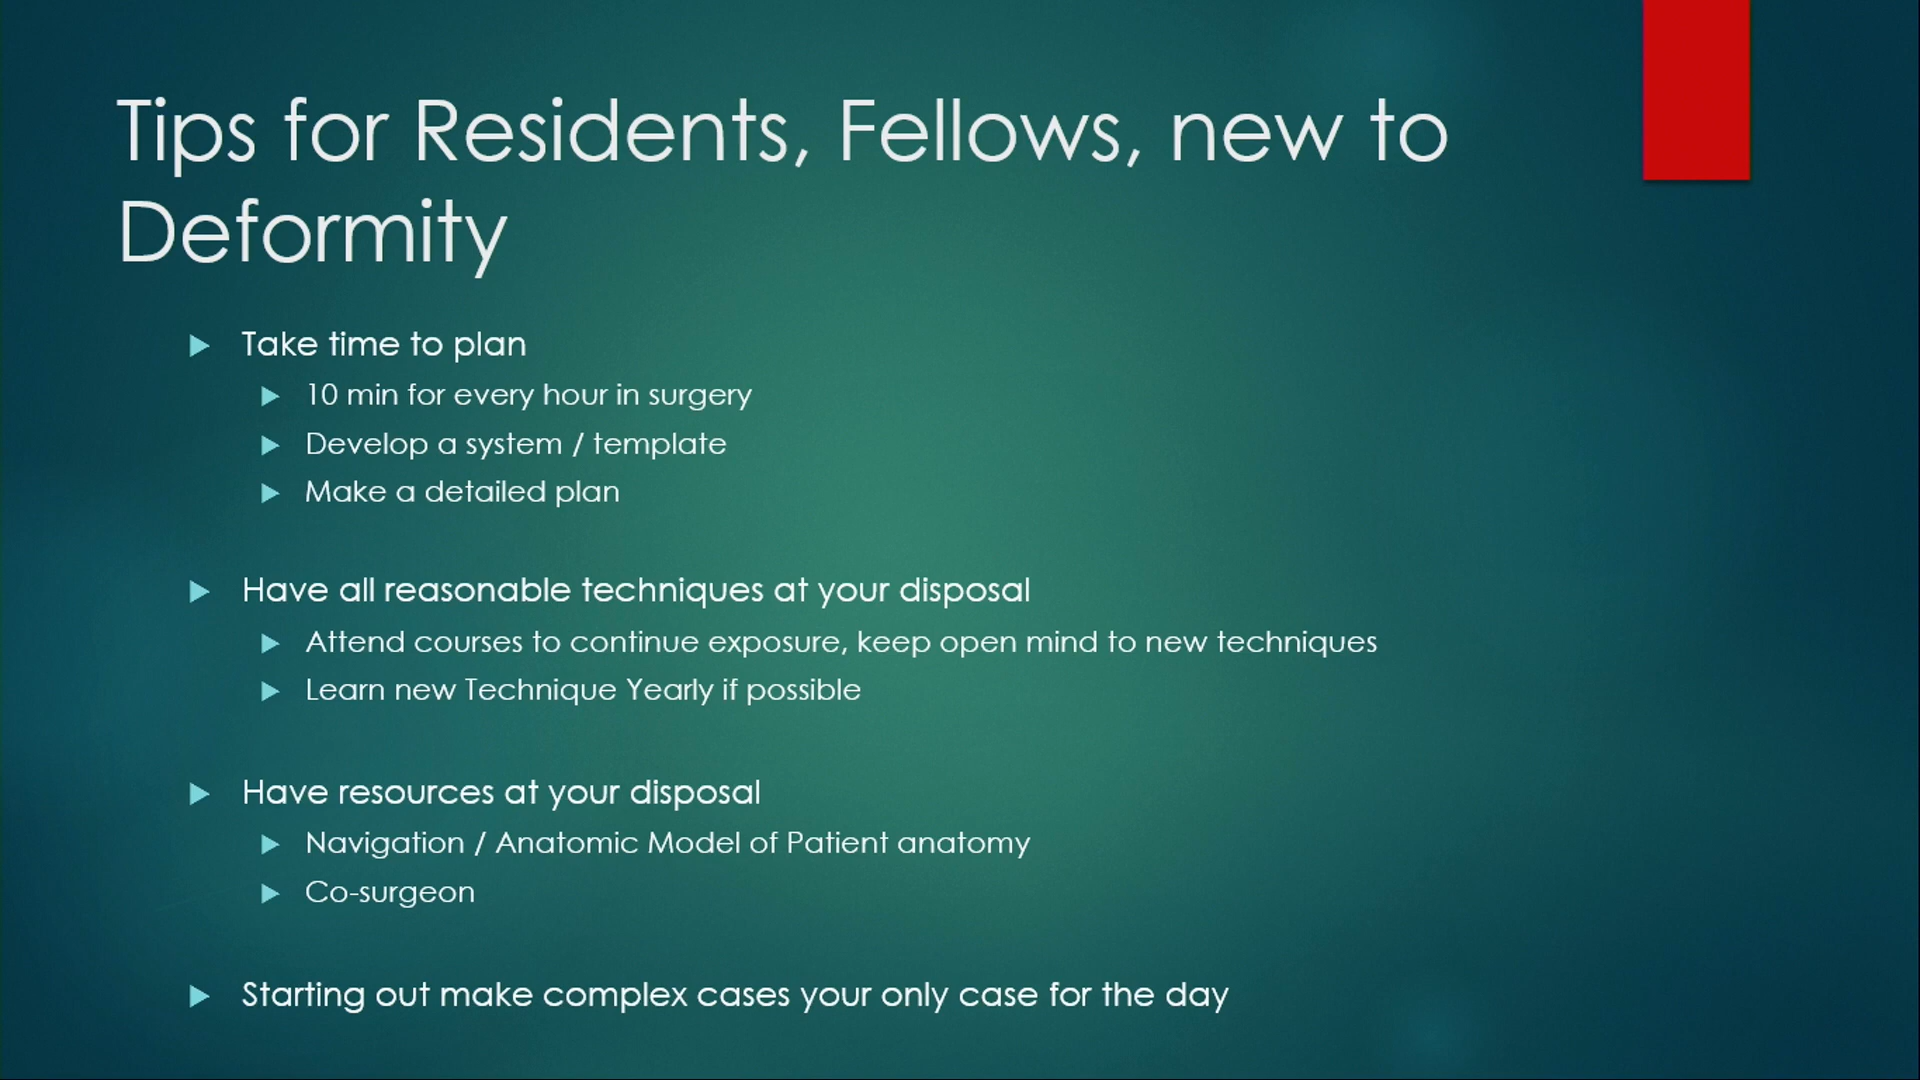 Tips for Residents, Fellows, new to
Deformity
Take time to plan
10 min for every hour in surgery
Develop a system / template
Make a detailed plan
Have all reasonable techniques at your disposal
Attend courses to continue exposure, keep open mind to new techniques
Learn new Technique Yearly if possible
Have resources at your disposal
Navigation / Anatomic Model of Patient anatomy
Co-surgeon
Starting out make complex cases your only case for the day